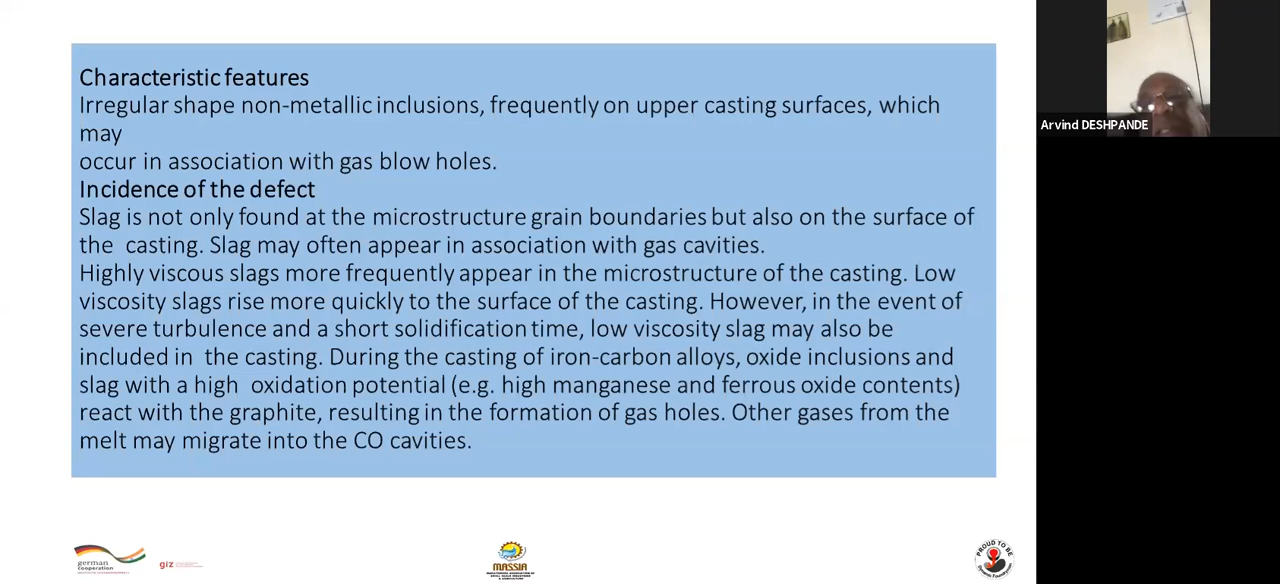 Characteristic features
Irregular shape non-metallic inclusions, frequently on upper casting surfaces, which
may
occur in association with gas blow holes.
Incidence of the defect
Slag is not only found at the microstructure grain boundaries but also on the surface of
the casting. Slag may often appear in association with gas cavities.
Highly viscous slags more frequently appear in the microstructure of the casting. Low
viscosity slags rise more quickly to the surface of the casting. However, in the event of
severe turbulence and a short solidification time, low viscosity slag may also be
included in the casting. During the casting of iron-carbon alloys, oxide inclusions and
slag with a high oxidation potential (e.g. high manganese and ferrous oxide contents)
react with the graphite, resulting in the formation of gas holes. Other gases from the
melt may migrate into the CO cavities.
Arvind DESHPANDE
german
cooperation
giz
MASSIA
PROUD TO BE